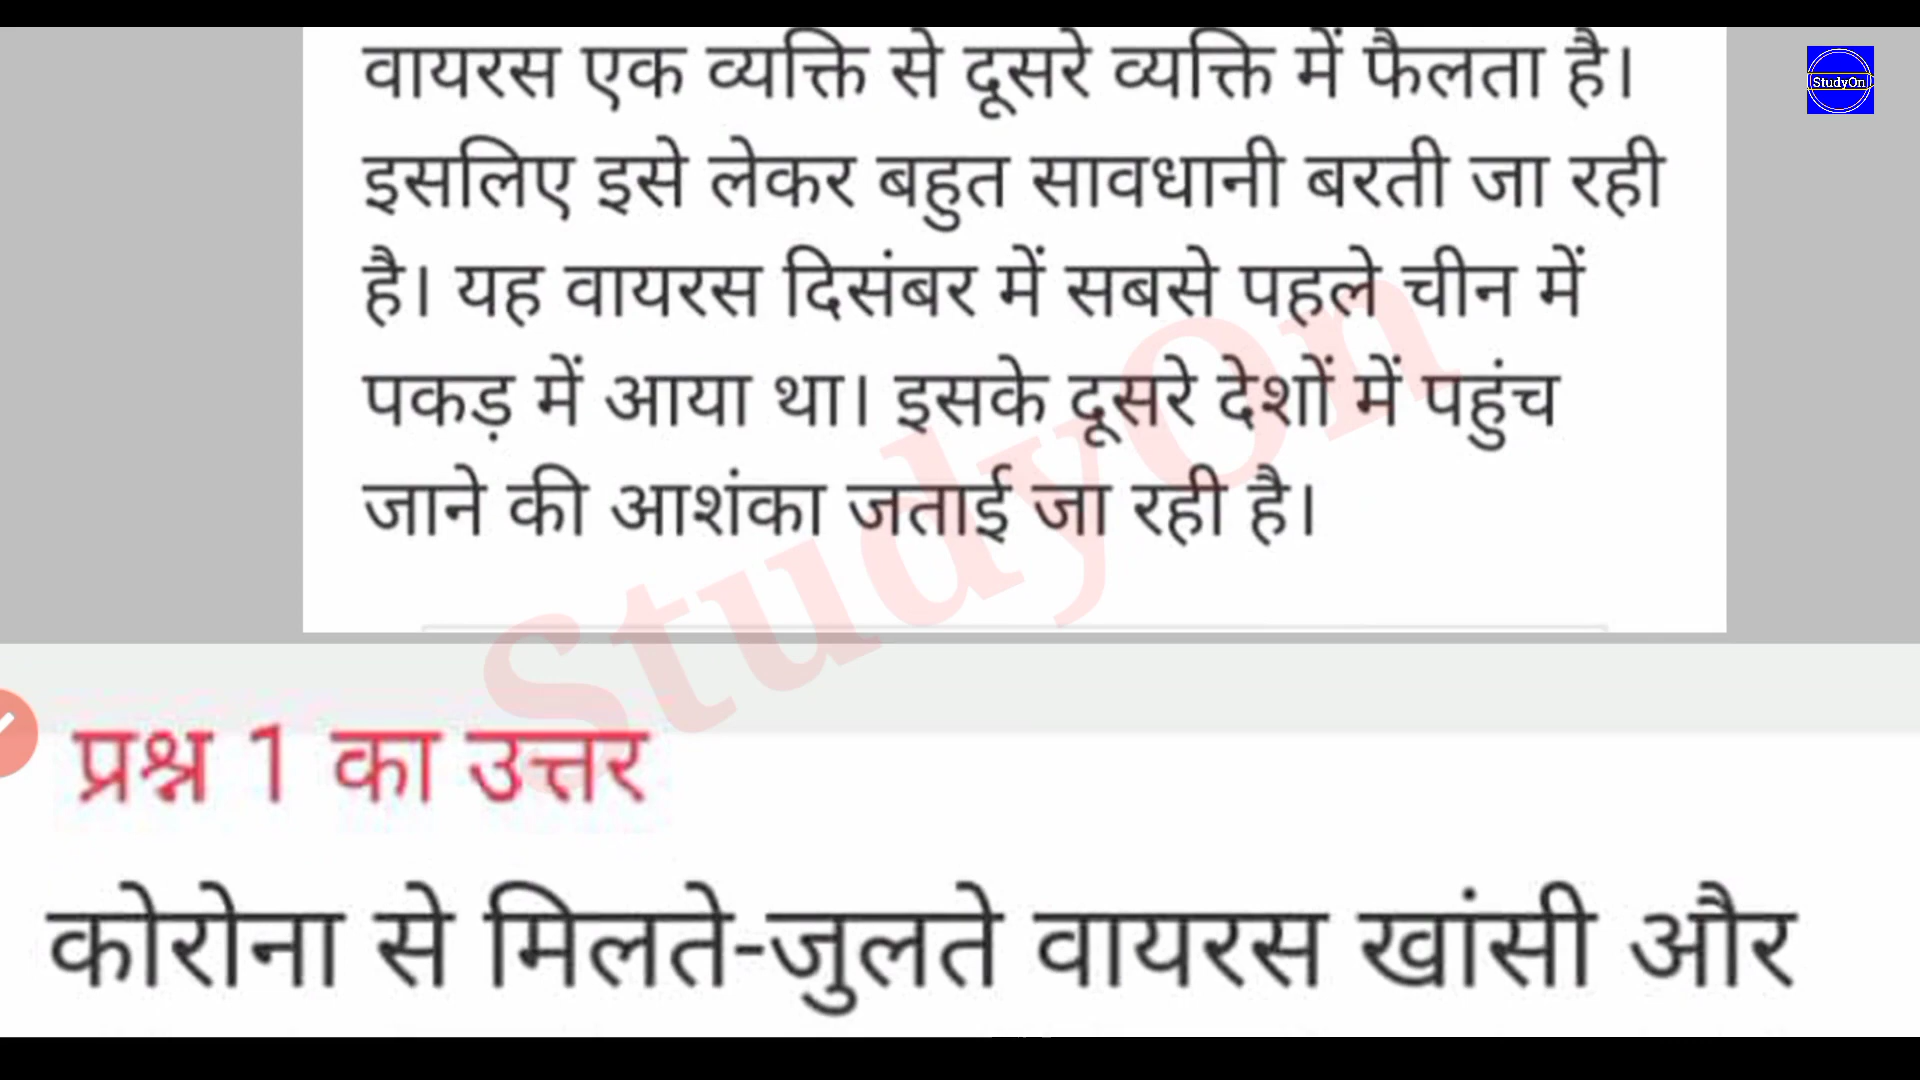 वायरस एक व्यक्ति से दूसरे व्यक्ति में फैलता है।
StudyOn
इसलिए इसे लेकर बहुत सावधानी बरती जा रही
है। यह वायरस दिसंबर में सबसे पहले चीन में
पकड़ में आया था। इसके दूसरे देशों में पहुंच
जाने की आशंका जताई जा रही है।
StudyOn
प्रश्न 1 का उत्तर
कोरोना से मिलते-जुलते वायरस खांसी और